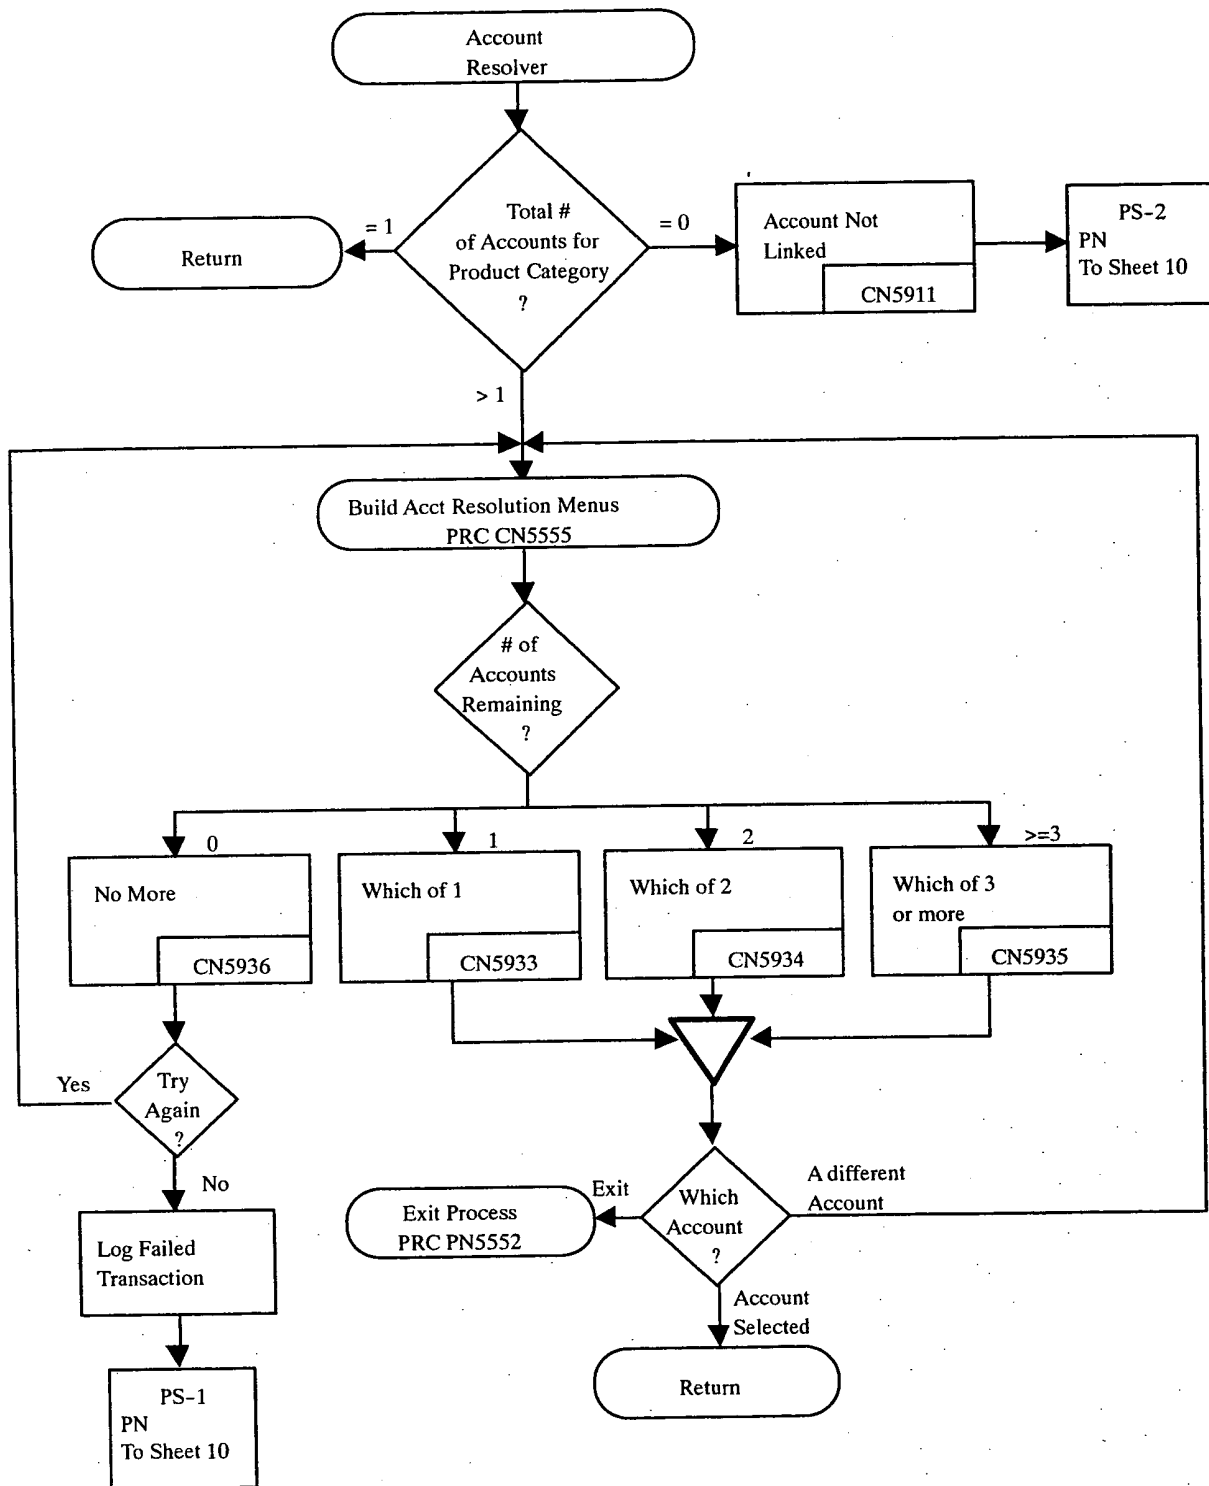 Account
Resolver
Total #
of Accounts for
Product Category
?
= 1
Return
= 0
Account Not
Linked
CN5911
PS-2
PN
To Sheet 10
> 1
Build Acct Resolution Menus
PRC CN5555
# of
Accounts
Remaining
?
0
No More
CN5936
1
Which of 1
CN5933
2
Which of 2
CN5934
>=3
Which of 3
or more
CN5935
Try
Again
?
Yes
No
Log Failed
Transaction
PS-1
PN
To Sheet 10
Which
Account
?
Exit
Exit Process
PRC PN5552
A different
Account
Account
Selected
Return